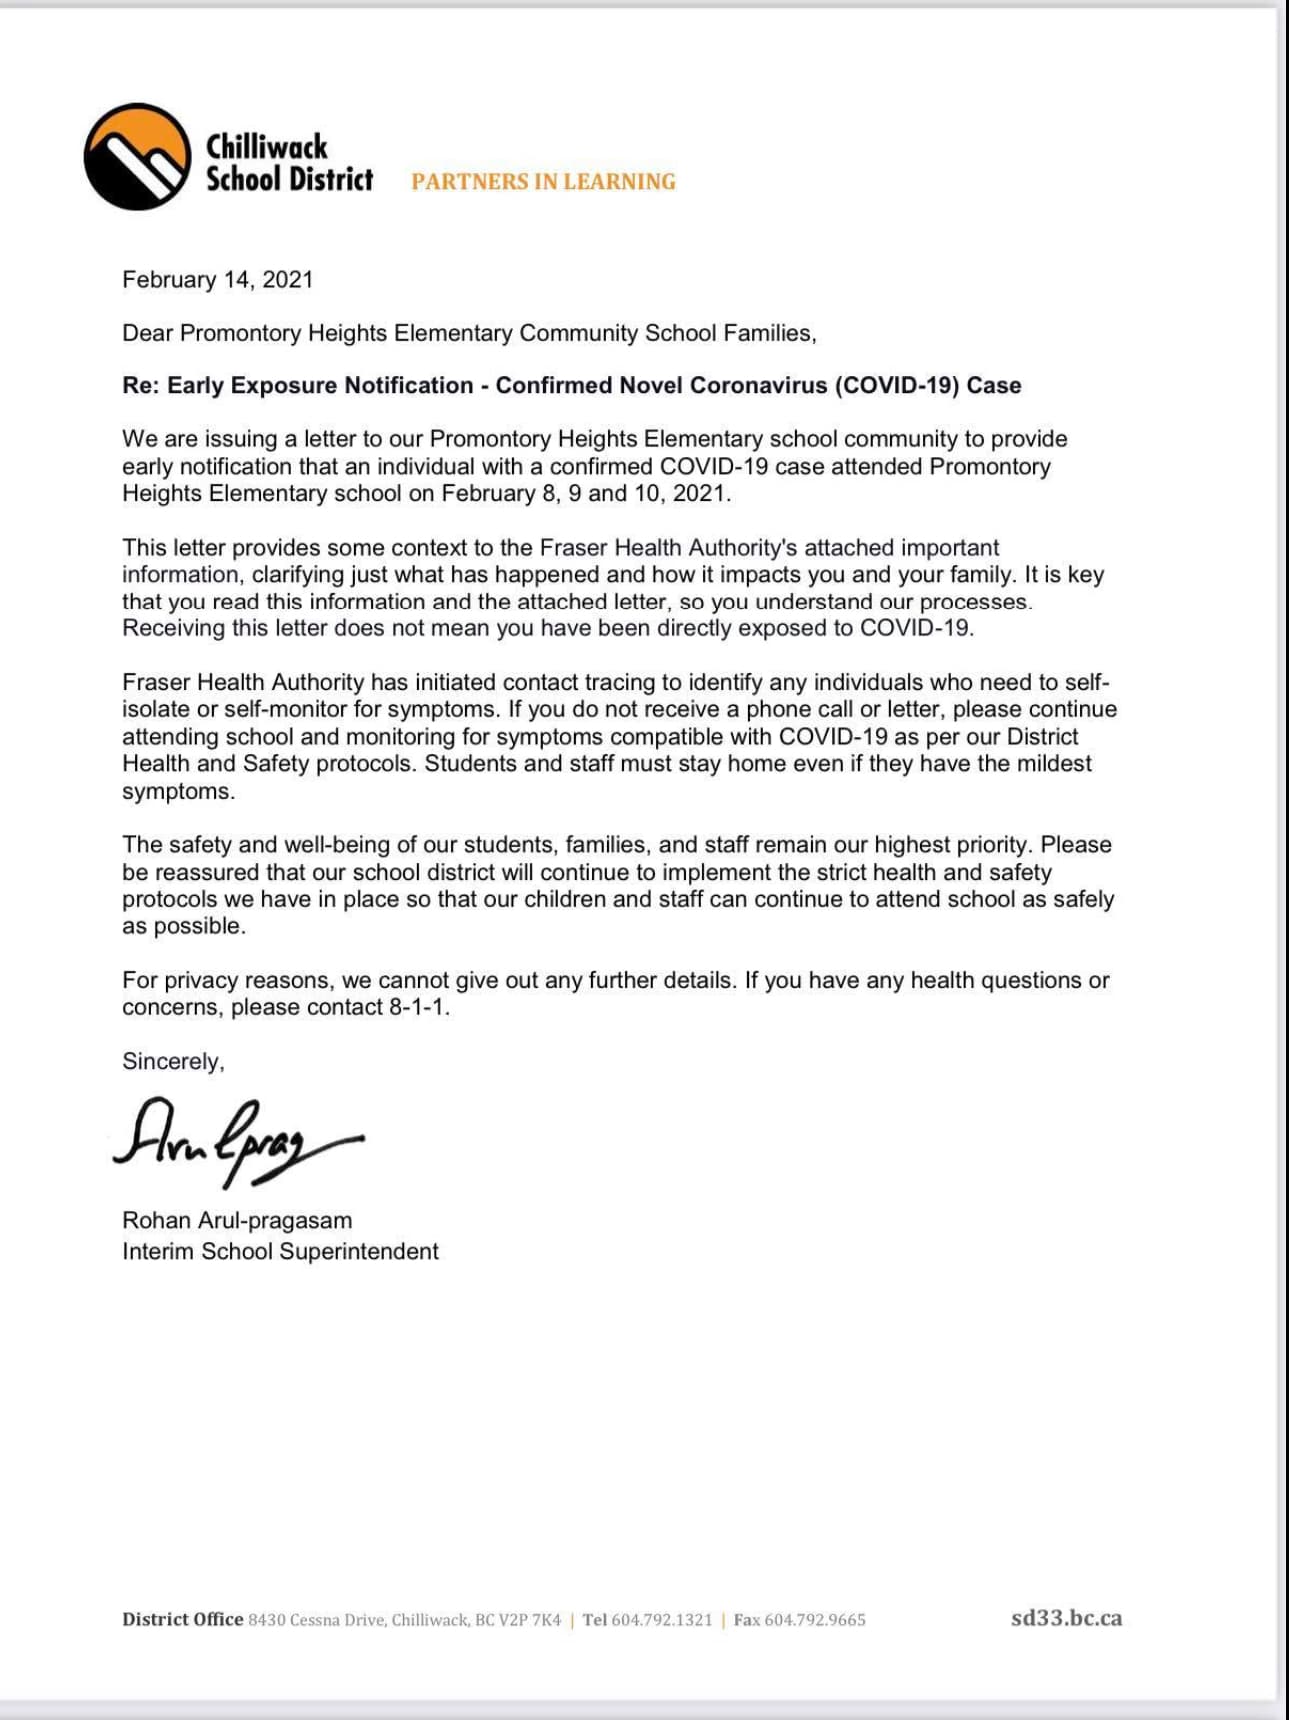 Chilliwack
School District
PARTNERS IN LEARNING
February 14, 2021
Dear Promontory Heights Elementary Community School Families,
Re: Early Exposure Notification - Confirmed Novel Coronavirus (COVID-19) Case
We are issuing a letter to our Promontory Heights Elementary school community to provide
early notification that an individual with a confirmed COVID-19 case attended Promontory
Heights Elementary school on February 8, 9 and 10, 2021.
This letter provides some context to the Fraser Health Authority's attached important
information, clarifying just what has happened and how it impacts you and your family. It is key
that you read this information and the attached letter, so you understand our processes.
Receiving this letter does not mean you have been directly exposed to COVID-19.
Fraser Health Authority has initiated contact tracing to identify any individuals who need to self-
isolate or self-monitor for symptoms. If you do not receive a phone call or letter, please continue
attending school and monitoring for symptoms compatible with COVID-19 as per our District
Health and Safety protocols. Students and staff must stay home even if they have the mildest
symptoms.
The safety and well-being of our students, families, and staff remain our highest priority. Please
be reassured that our school district will continue to implement the strict health and safety
protocols we have in place so that our children and staff can continue to attend school as safely
as possible.
For privacy reasons, we cannot give out any further details. If you have any health questions or
concerns, please contact 8-1-1.
Sincerely,
Arulprag
Rohan Arul-pragasam
Interim School Superintendent
District Office 8430 Cessna Drive, Chilliwack, BC V2P 7K4 | Tel 604.792.1321 | Fax 604.792.9665
sd33.bc.ca